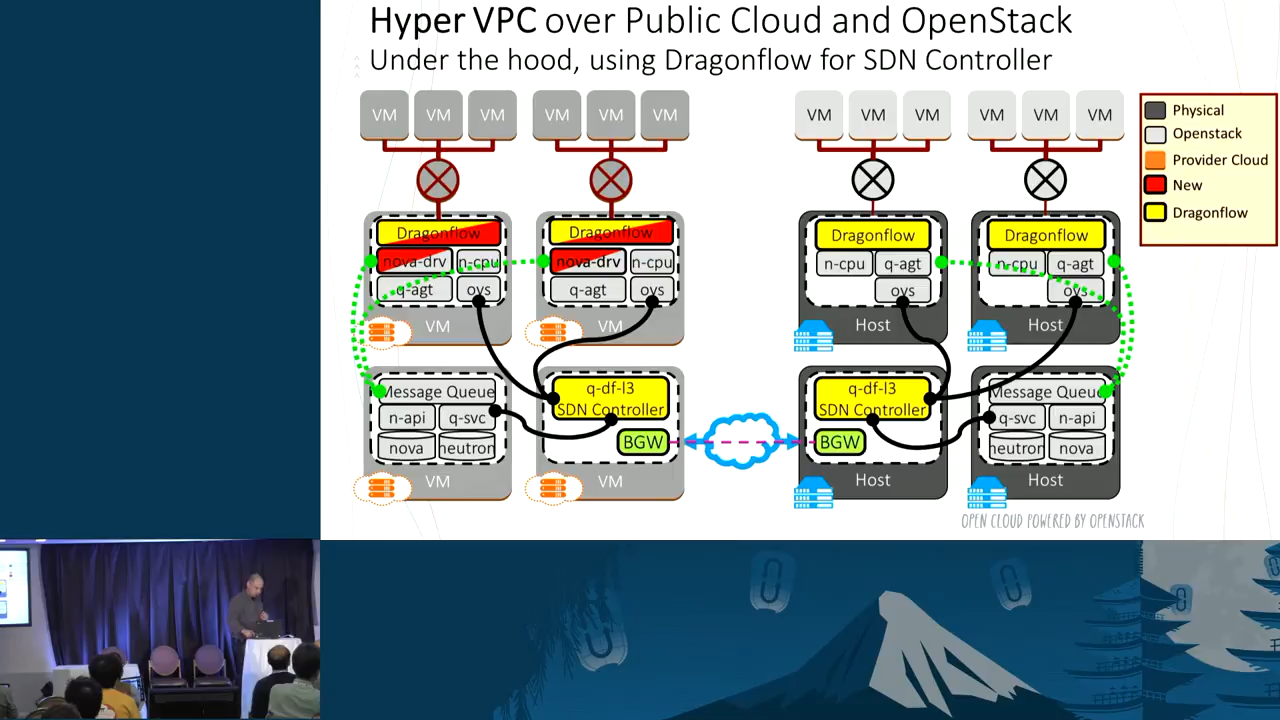 Hyper VPC over Public Cloud and OpenStack
Under the hood, using Dragonflow for SDN Controller
VM VM VM VM VM VM VM VM VM VM VM VM
Physical
Openstack
Provider Cloud
New
Dragonflow
Dragonflow Dragonflow Dragonflow Dragonflow
nova-drv n-cpu nova-drv n-cpu n-cpu q-agt n-cpu q-agt
q-agt ovs q-agt ovs ovs ovs
VM VM Host Host
Message Queue q-df-l3 q-df-l3 Message Queue
n-api q-svc SDN Controller SDN Controller q-svc n-api
nova neutron BGW BGW neutron nova
VM VM Host Host
OPEN CLOUD POWERED BY OPENSTACK